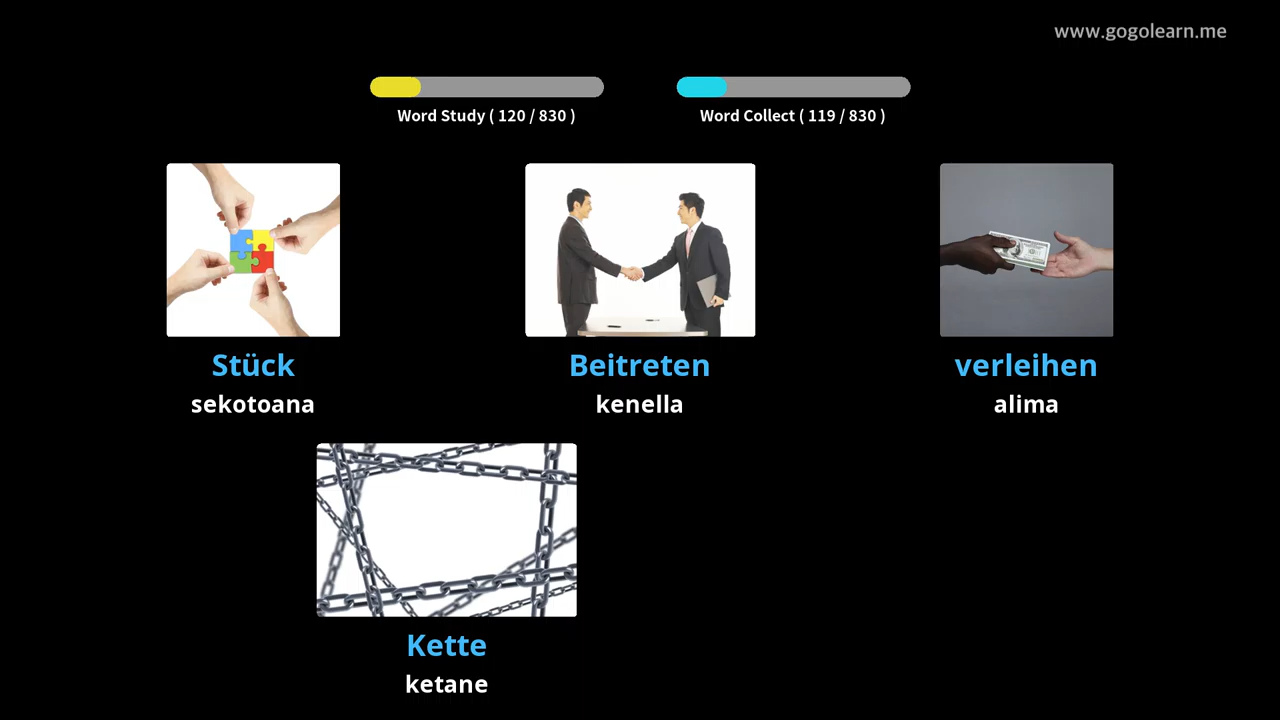 www.gogolearn.me
Word Study ( 120 / 830 )
Word Collect ( 119 / 830 )
Stück
sekotoana
Beitreten
kenella
verleihen
alima
Kette
ketane